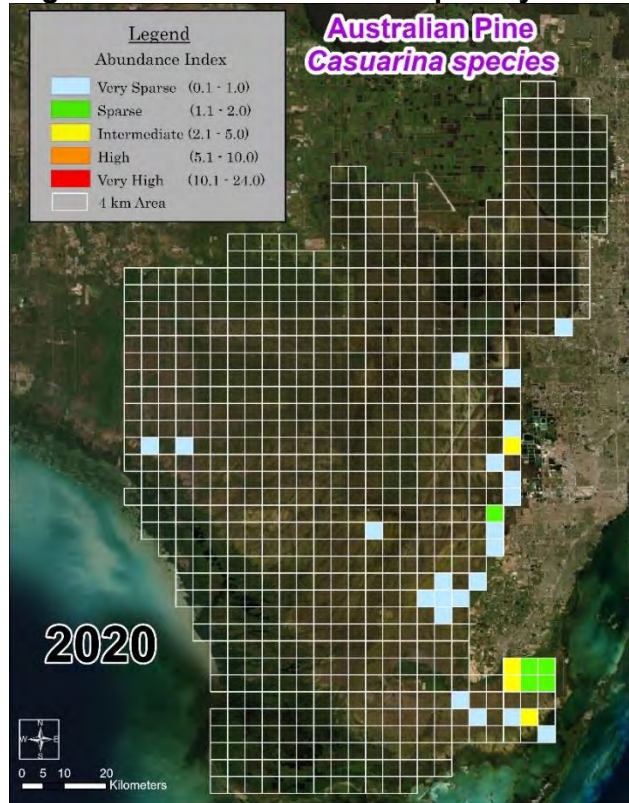 Legend
Abundance Index
Very Sparse (0.1 - 1.0)
Sparse (1.1 - 2.0)
Intermediate (2.1 - 5.0)
High (5.1 - 10.0)
Very High (10.1 - 24.0)
4 km Area
Australian Pine
Casuarina species
2020
N
W E
S
0 5 10 20
Kilometers